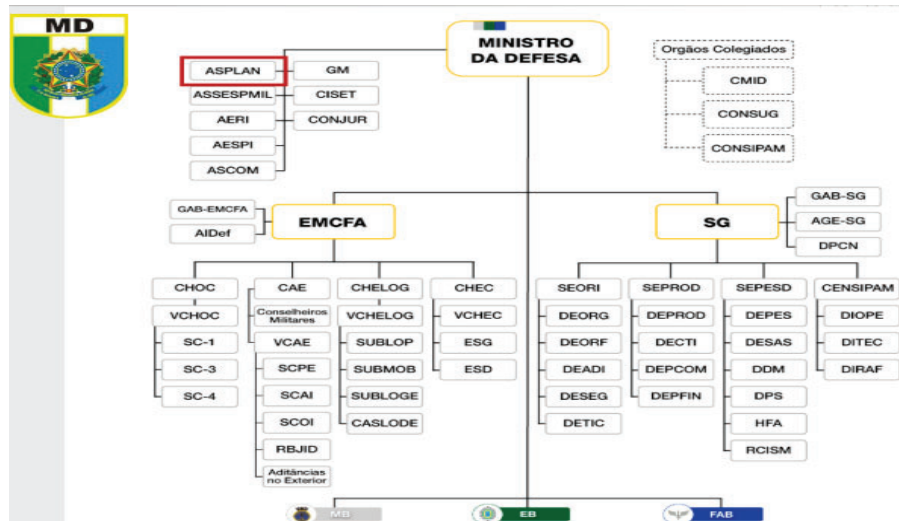 MD
MINISTRO
DA DEFESA
Orgãos Colegiados
CMID
CONSUG
CONSIPAM
ASPLAN
GM
ASSESPMIL
CISET
AERI
CONJUR
AESPI
ASCOM
GAB-EMCFA
AIDef
EMCFA
SG
GAB-SG
AGE-SG
DPCN
CHOC
VCHOC
SC-1
SC-3
SC-4
CAE
Conselheiros
Militares
VCAE
SCPE
SCAI
SCOI
RBJID
Aditâncias
no Exterior
CHELOG
VCHELOG
SUBLOP
SUBMOB
SUBLOGE
CASLODE
CHEC
VCHEC
ESG
ESD
SEORI
DEORG
DEORF
DEADI
DESEG
DETIC
SEPROD
DEPROD
DECTI
DEPCOM
DEPFIN
SEPESD
DEPES
DESAS
DDM
DPS
HFA
RCISM
CENSIPAM
DIOPE
DITEC
DIRAF
MB
EB
FAB